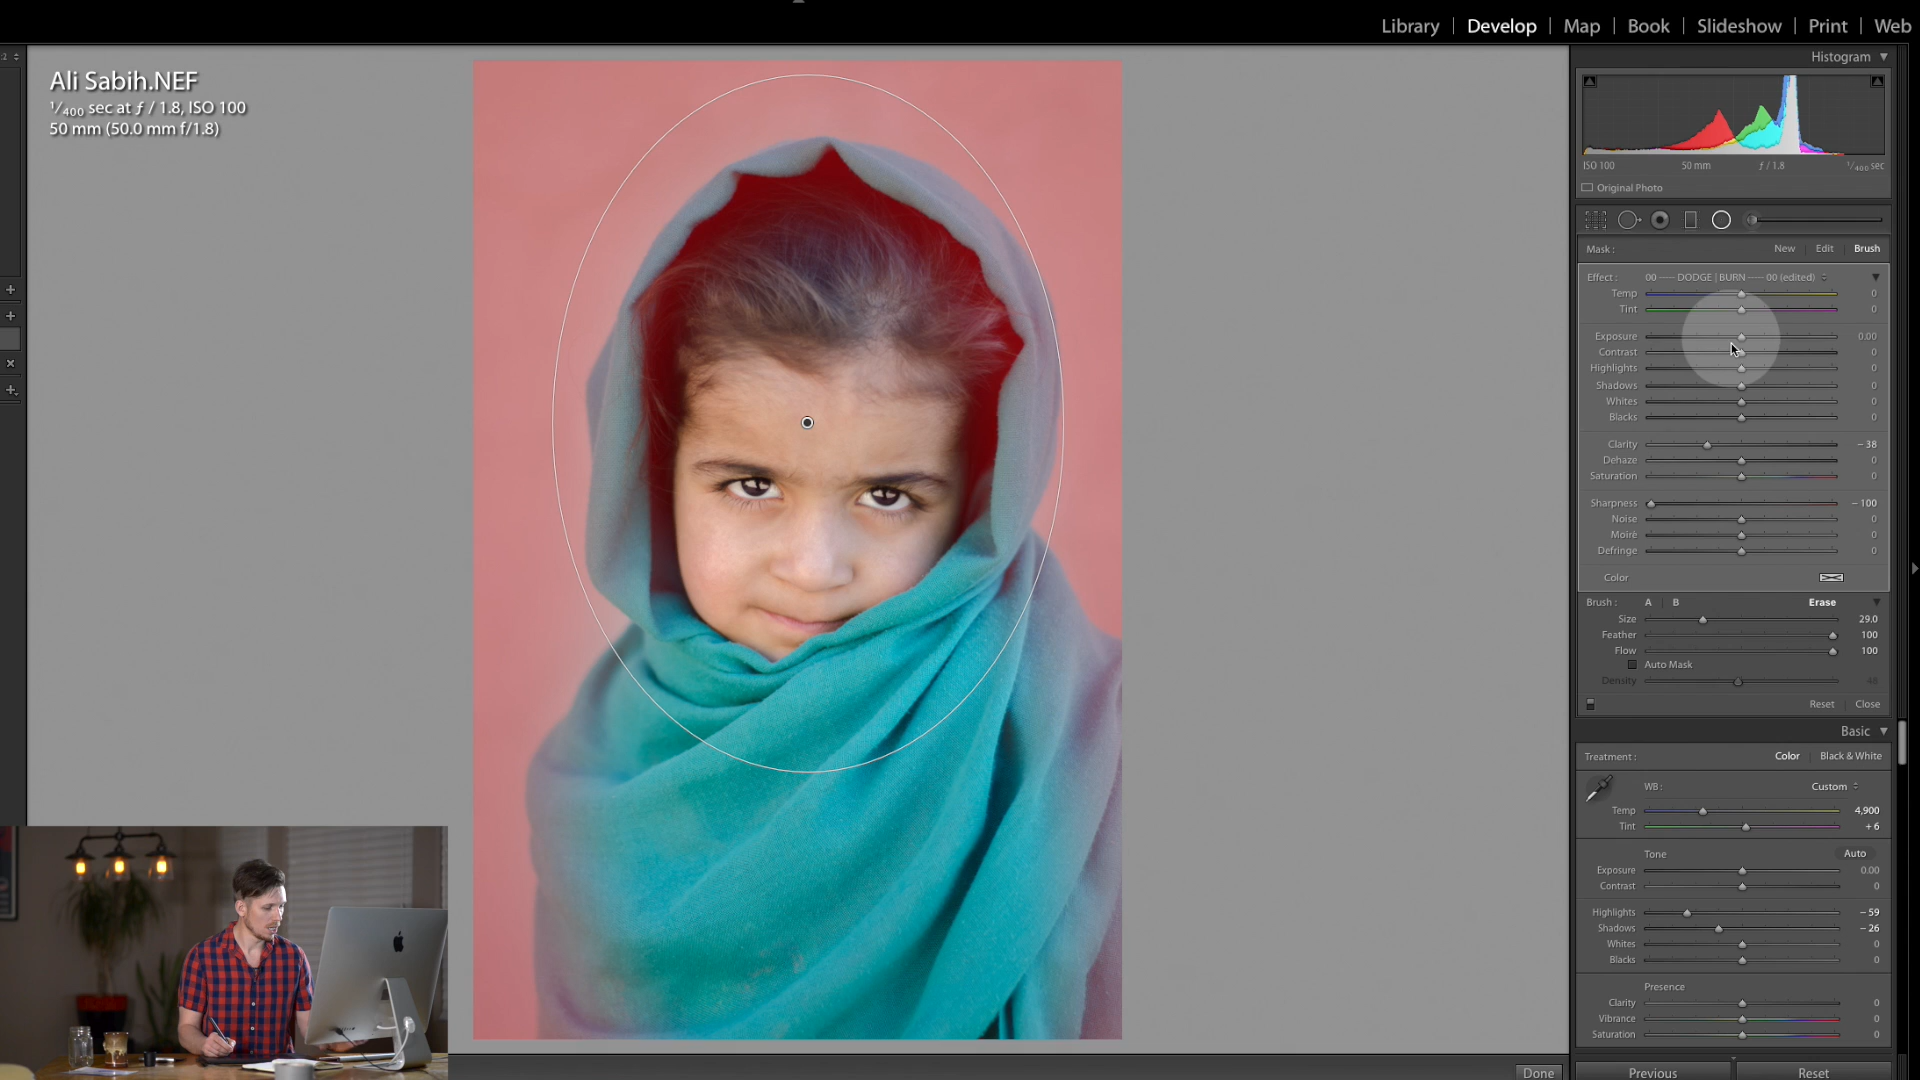 Library | Develop | Map | Book | Slideshow | Print | Web
:2
Ali Sabih.NEF
1/400 sec at ƒ / 1.8, ISO 100
50 mm (50.0 mm f/1.8)
Histogram
ISO 100 50 mm ƒ / 1.8 1/400 sec
Original Photo
Mask : New | Edit | Brush
Effect : 00 ----- DODGE | BURN ----- 00 (edited)
Temp 0
Tint 0
Exposure 0.00
Contrast 0
Highlights 0
Shadows 0
Whites 0
Blacks 0
Clarity – 38
Dehaze 0
Saturation 0
Sharpness – 100
Noise 0
Moiré 0
Defringe 0
Color
Brush : A | B Erase
Size 29.0
Feather 100
Flow 100
Auto Mask
Density
Reset | Close
Basic
Treatment : Color | Black & White
WB : Custom
Temp 4,900
Tint + 6
Tone Auto
Exposure 0.00
Contrast 0
Highlights – 59
Shadows – 26
Whites 0
Blacks 0
Presence
Clarity 0
Vibrance 0
Saturation 0
Done Previous Reset